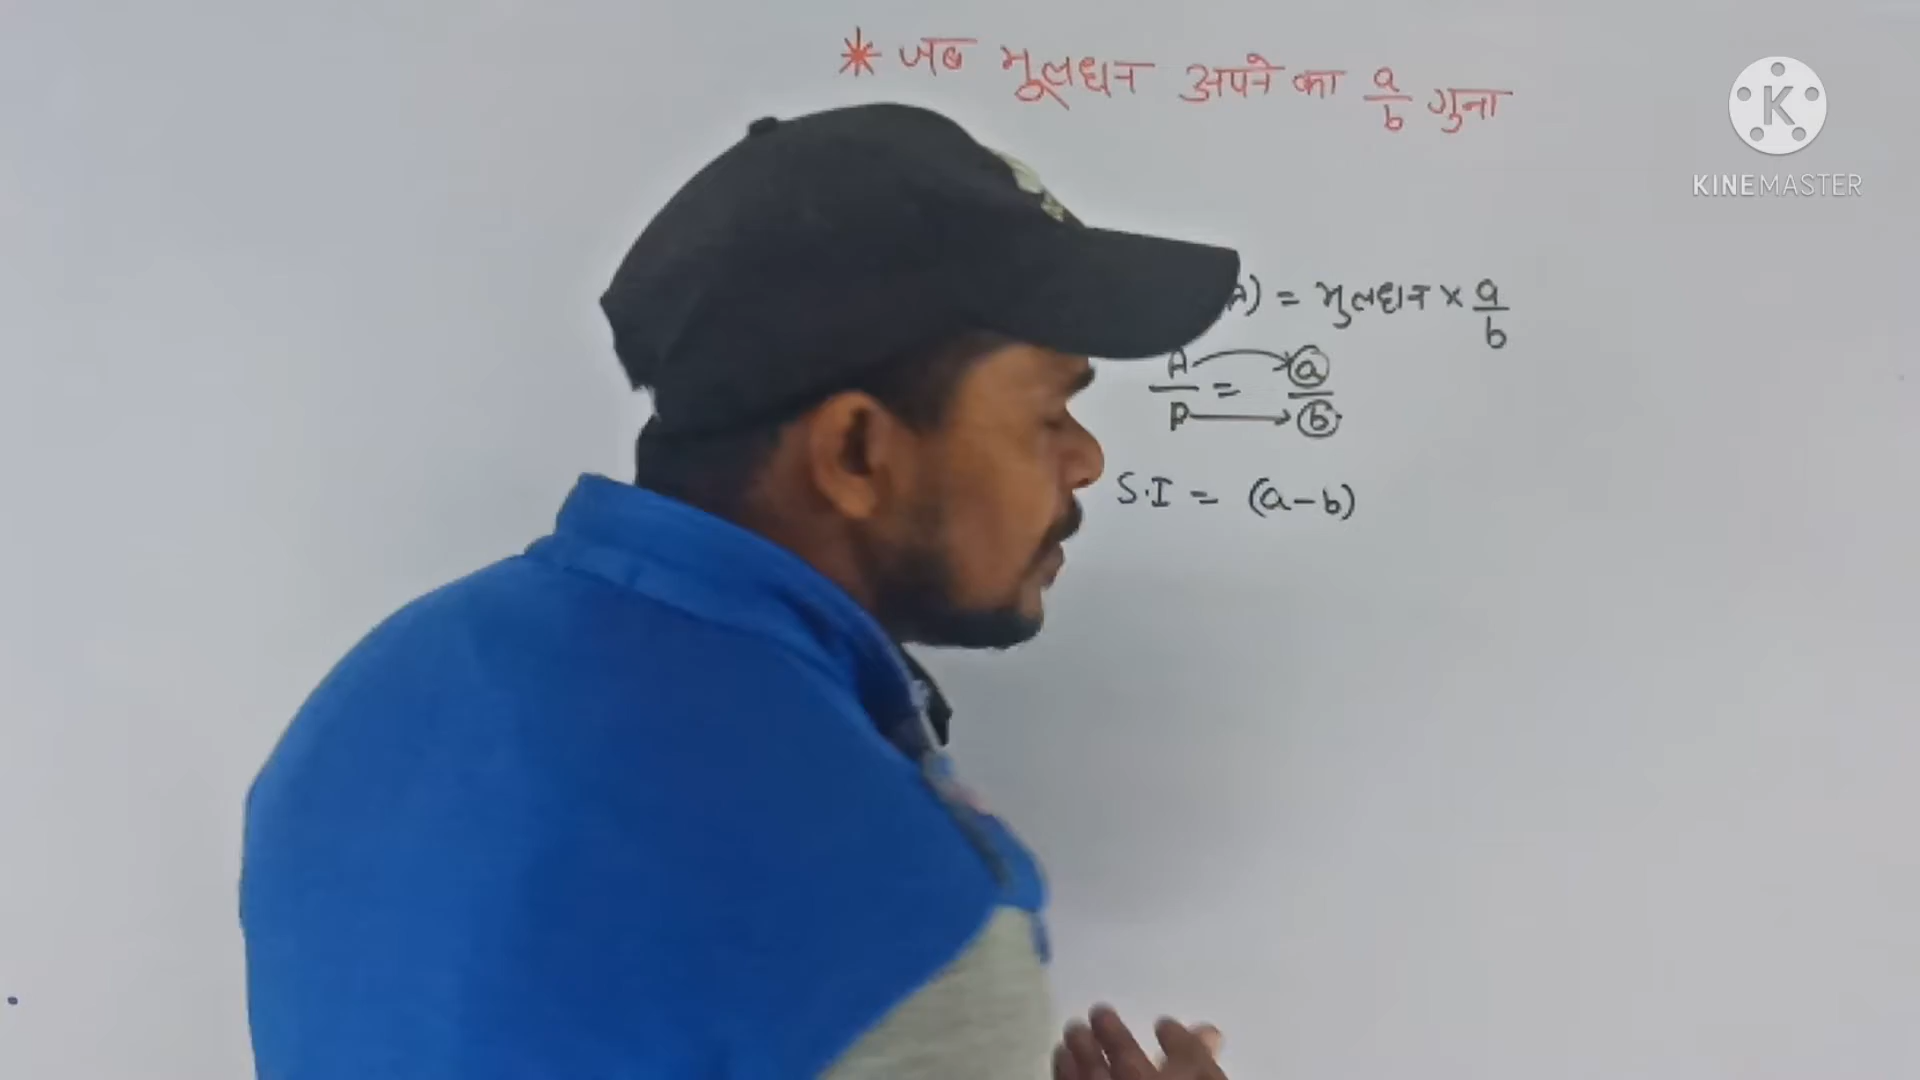 * जब मूलधन अपने का a/b गुना
A) = मुलधन × a/b
A/P = a/b
S.I = (a-b)
K
KINEMASTER